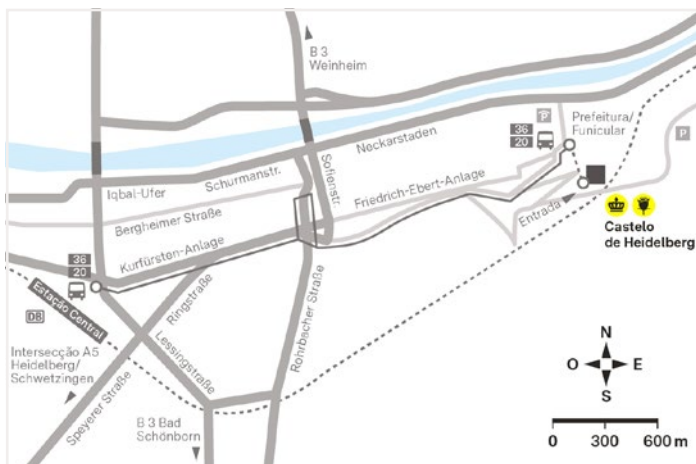 B 3
Weinheim
Prefeitura/
Funicular
P
36
20
P
Neckarstaden
Iqbal-Ufer
Schurmanstr.
Sofienstr.
Friedrich-Ebert-Anlage
Bergheimer Straße
Entrada
Castelo
de Heidelberg
Kurfürsten-Anlage
36
20
Estação Central
DB
Ringstraße
Rohrbacher Straße
Lessingstraße
Intersecção A5
Heidelberg/
Schwetzingen
Speyerer Straße
B 3 Bad
Schönborn
N
O
E
S
0 300 600 m